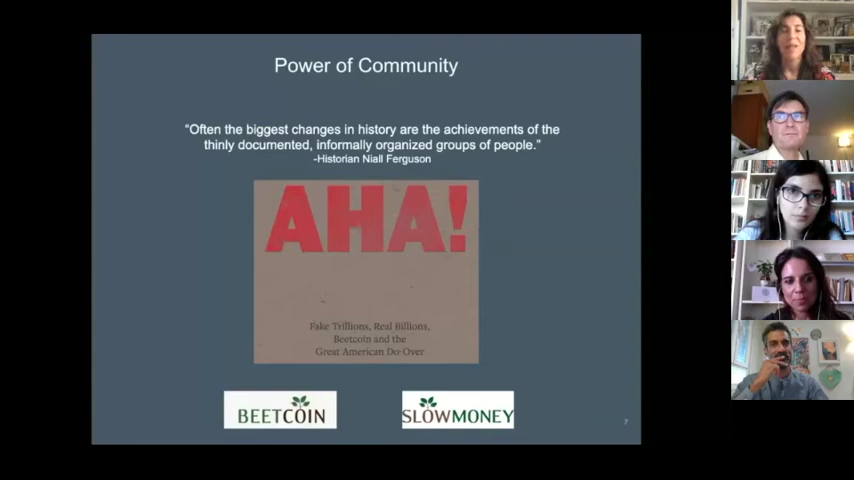 Power of Community
“Often the biggest changes in history are the achievements of the
thinly documented, informally organized groups of people.”
-Historian Niall Ferguson
AHA!
Fake Trillions, Real Billions,
Beetcoin and the
Great American Do-Over
BEETCOIN
SLOWMONEY
7